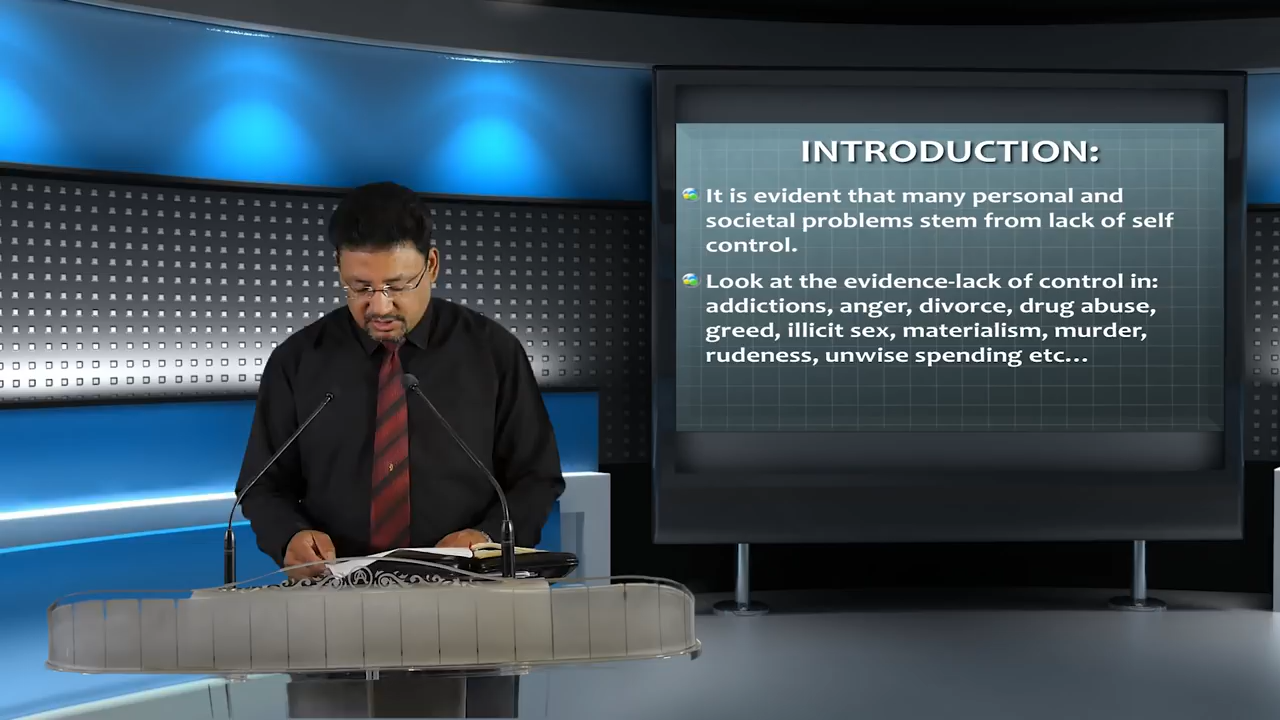 INTRODUCTION:
It is evident that many personal and
societal problems stem from lack of self
control.
Look at the evidence-lack of control in:
addictions, anger, divorce, drug abuse,
greed, illicit sex, materialism, murder,
rudeness, unwise spending etc...